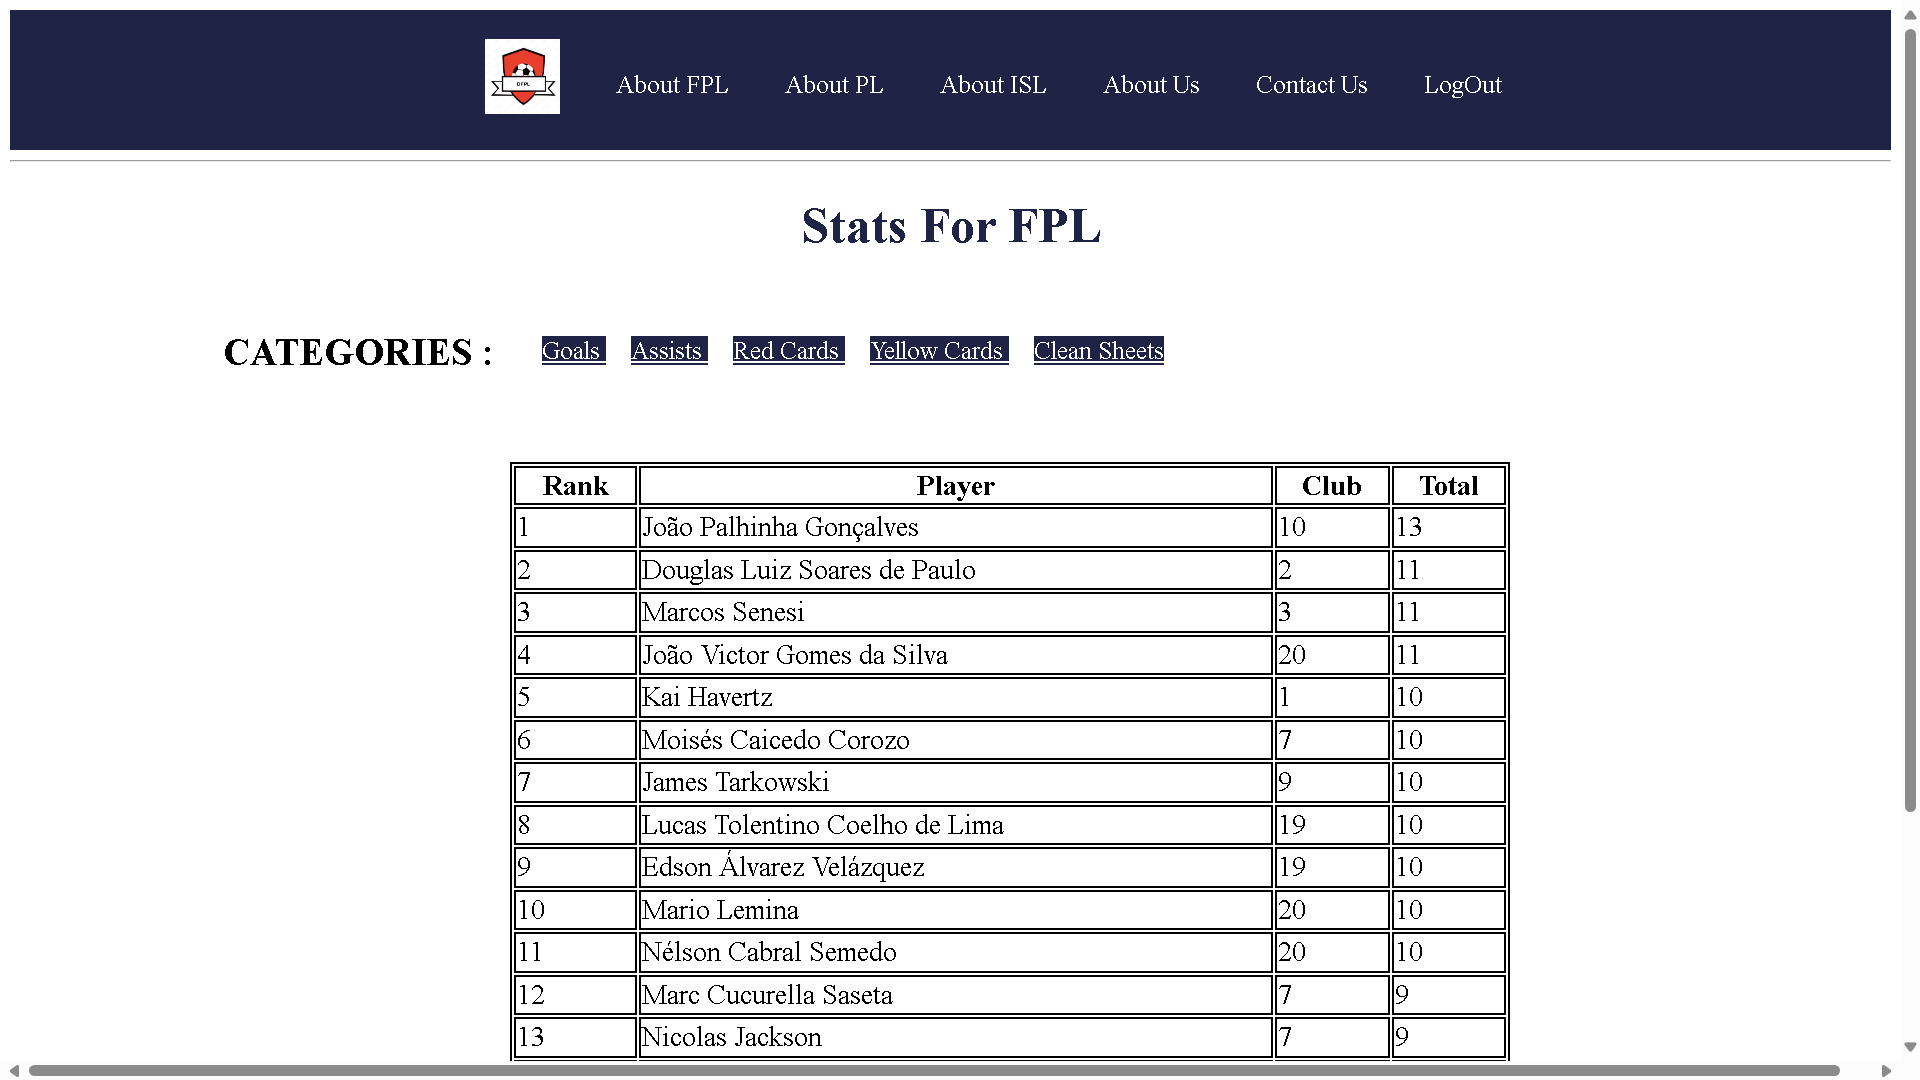 DFPL
About FPL About PL About ISL About Us Contact Us LogOut
Stats For FPL
CATEGORIES : Goals Assists Red Cards Yellow Cards Clean Sheets
Rank Player Club Total
1 João Palhinha Gonçalves 10 13
2 Douglas Luiz Soares de Paulo 2 11
3 Marcos Senesi 3 11
4 João Victor Gomes da Silva 20 11
5 Kai Havertz 1 10
6 Moisés Caicedo Corozo 7 10
7 James Tarkowski 9 10
8 Lucas Tolentino Coelho de Lima 19 10
9 Edson Álvarez Velázquez 19 10
10 Mario Lemina 20 10
11 Nélson Cabral Semedo 20 10
12 Marc Cucurella Saseta 7 9
13 Nicolas Jackson 7 9